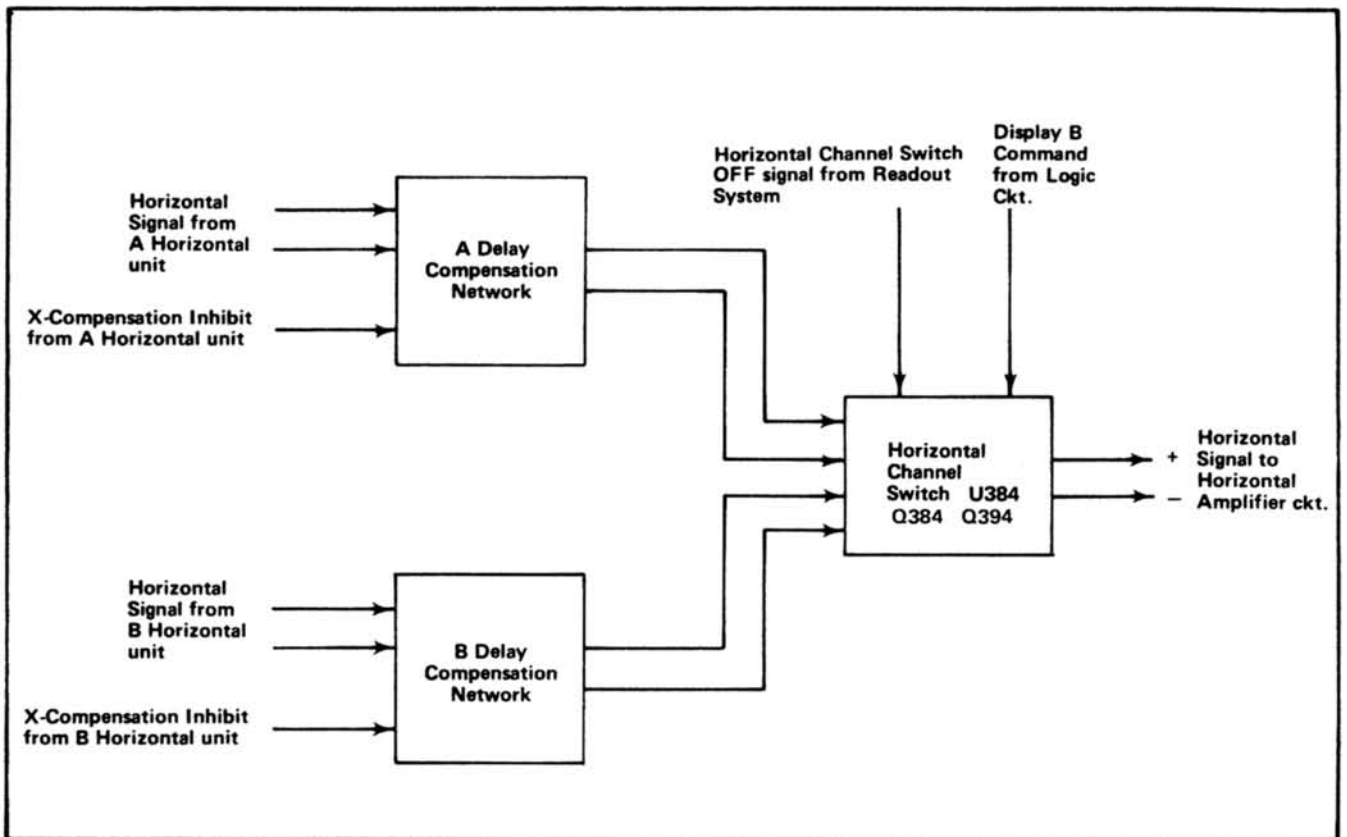 Horizontal
Signal from
A Horizontal
unit
X-Compensation Inhibit
from A Horizontal unit
A Delay
Compensation
Network
Horizontal Channel Switch
OFF signal from Readout
System
Display B
Command
from Logic
Ckt.
Horizontal
Channel
Switch U384
Q384 Q394
+ Horizontal
Signal to
Horizontal
− Amplifier ckt.
Horizontal
Signal from
B Horizontal
unit
X-Compensation Inhibit
from B Horizontal unit
B Delay
Compensation
Network